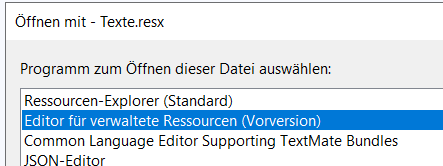 Öffnen mit - Texte.resx
Programm zum Öffnen dieser Datei auswählen:
Ressourcen-Explorer (Standard)
Editor für verwaltete Ressourcen (Vorversion)
Common Language Editor Supporting TextMate Bundles
JSON-Editor